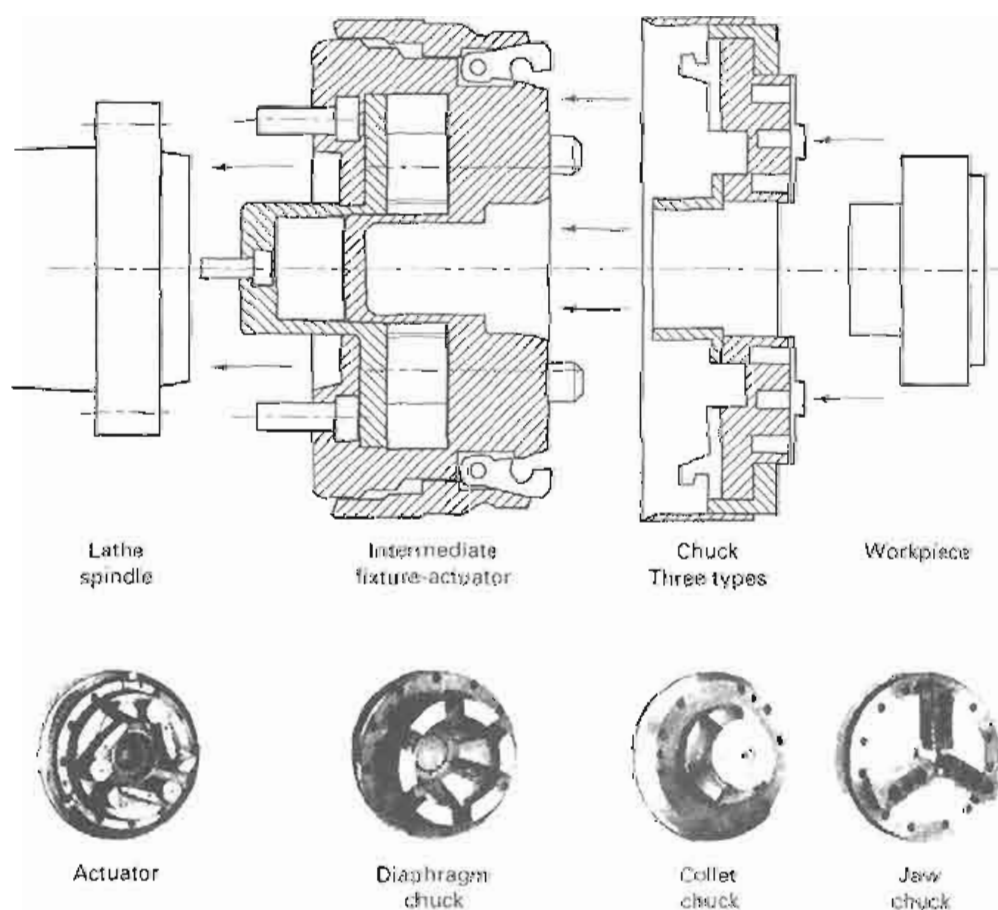 Lathe
spindle
Intermediate
fixture-actuator
Chuck
Three types
Workpiece
Actuator
Diaphragm
chuck
Collet
chuck
Jaw
chuck